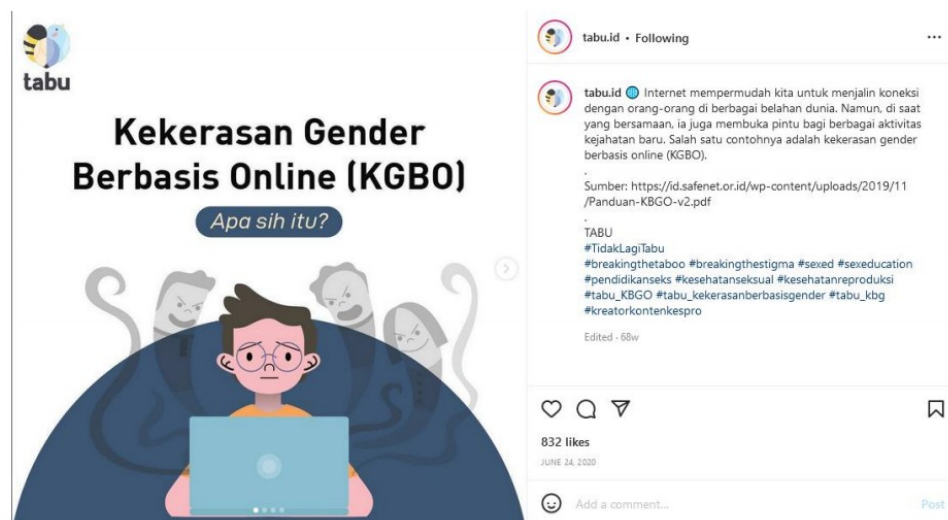 tabu
Kekerasan Gender
Berbasis Online (KGBO)
Apa sih itu?
tabu.id • Following
tabu.id Internet mempermudah kita untuk menjalin koneksi
dengan orang-orang di berbagai belahan dunia. Namun, di saat
yang bersamaan, ia juga membuka pintu bagi berbagai aktivitas
kejahatan baru. Salah satu contohnya adalah kekerasan gender
berbasis online (KGBO).
.
Sumber: https://id.safenet.or.id/wp-content/uploads/2019/11
/Panduan-KBGO-v2.pdf
.
TABU
#TidakLagiTabu
#breakingthetaboo #breakingthestigma #sexed #sexeducation
#pendidikanseks #kesehatanseksual #kesehatanreproduksi
#tabu_KBGO #tabu_kekerasanberbasisgender #tabu_kbg
#kreatorkontenkespro
Edited · 68w
832 likes
JUNE 24, 2020
Add a comment...
Post